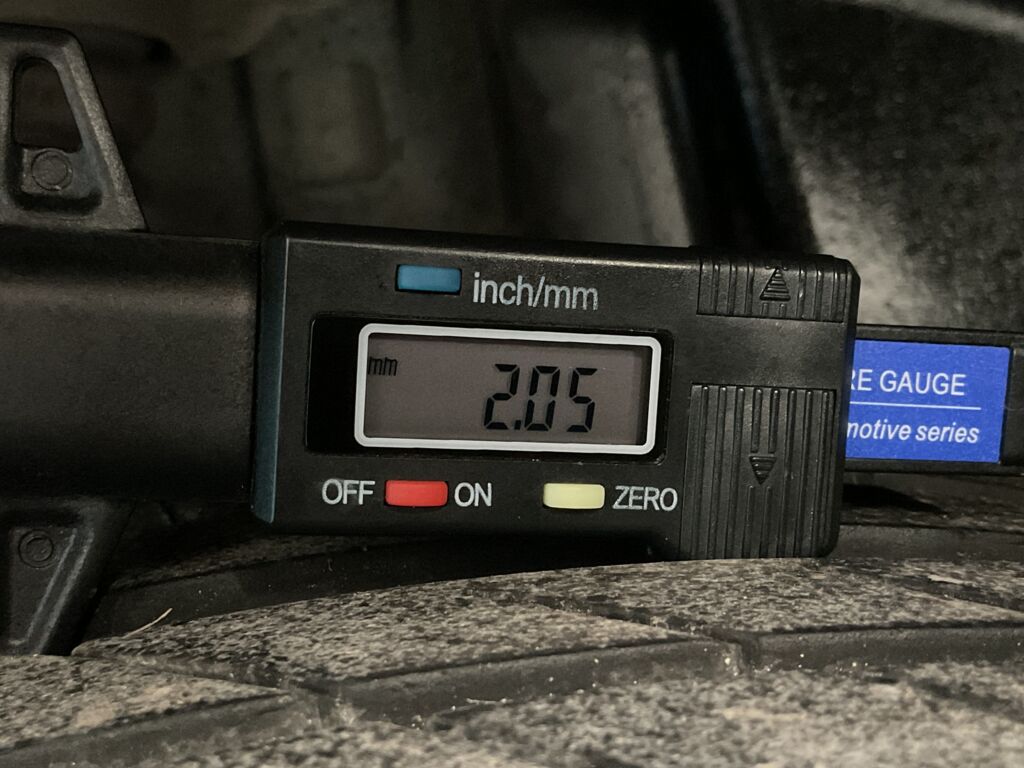 inch/mm
mm
2.05
OFF ON ZERO
RE GAUGE
motive series